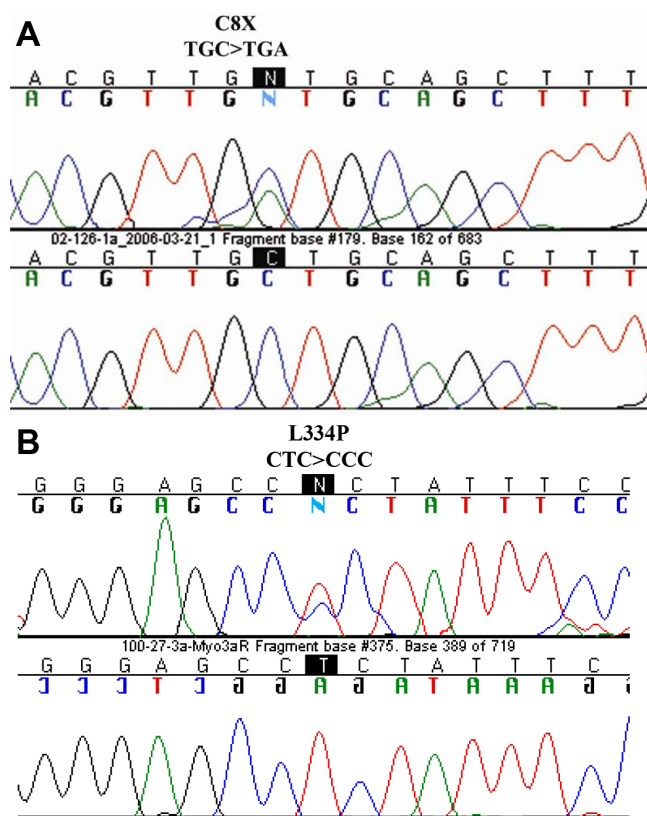 A
C8X
TGC>TGA
A C G T T G N T G C A G C T T T
A C G T T G N T G C A G C T T T
02-126-1a_2006-03-21_1 Fragment base #179. Base 162 of 683
A C G T T G C T G C A G C T T T
A C G T T G C T G C A G C T T T
B
L334P
CTC>CCC
G G G A G C C N C T A T T T C C
G G G A G C C N C T A T T T C C
100-27-3a-Myo3aR Fragment base #375. Base 389 of 719
G G G A G C C T C T A T T T C
C C C T C G G A G A T A A A G G